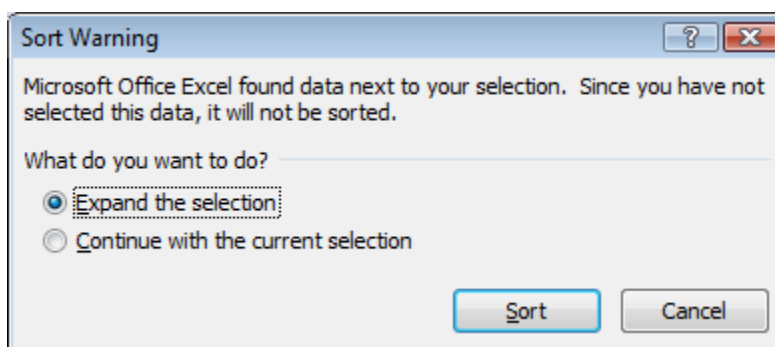 Sort Warning
Microsoft Office Excel found data next to your selection.  Since you have not
selected this data, it will not be sorted.
What do you want to do?
Expand the selection
Continue with the current selection
Sort Cancel